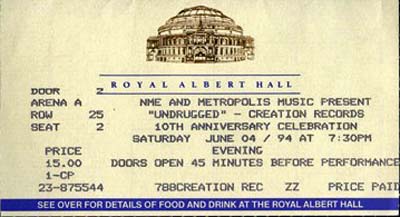 ROYAL ALBERT HALL
DOOR 2
ARENA A NME AND METROPOLIS MUSIC PRESENT
ROW 25 "UNDRUGGED" - CREATION RECORDS
SEAT 2 10TH ANNIVERSARY CELEBRATION
SATURDAY JUNE 04 / 94 AT 7:30PM
PRICE EVENING
15.00 DOORS OPEN 45 MINUTES BEFORE PERFORMANCE
1-CP
23-875544 788CREATION REC ZZ PRICE PAID
SEE OVER FOR DETAILS OF FOOD AND DRINK AT THE ROYAL ALBERT HALL